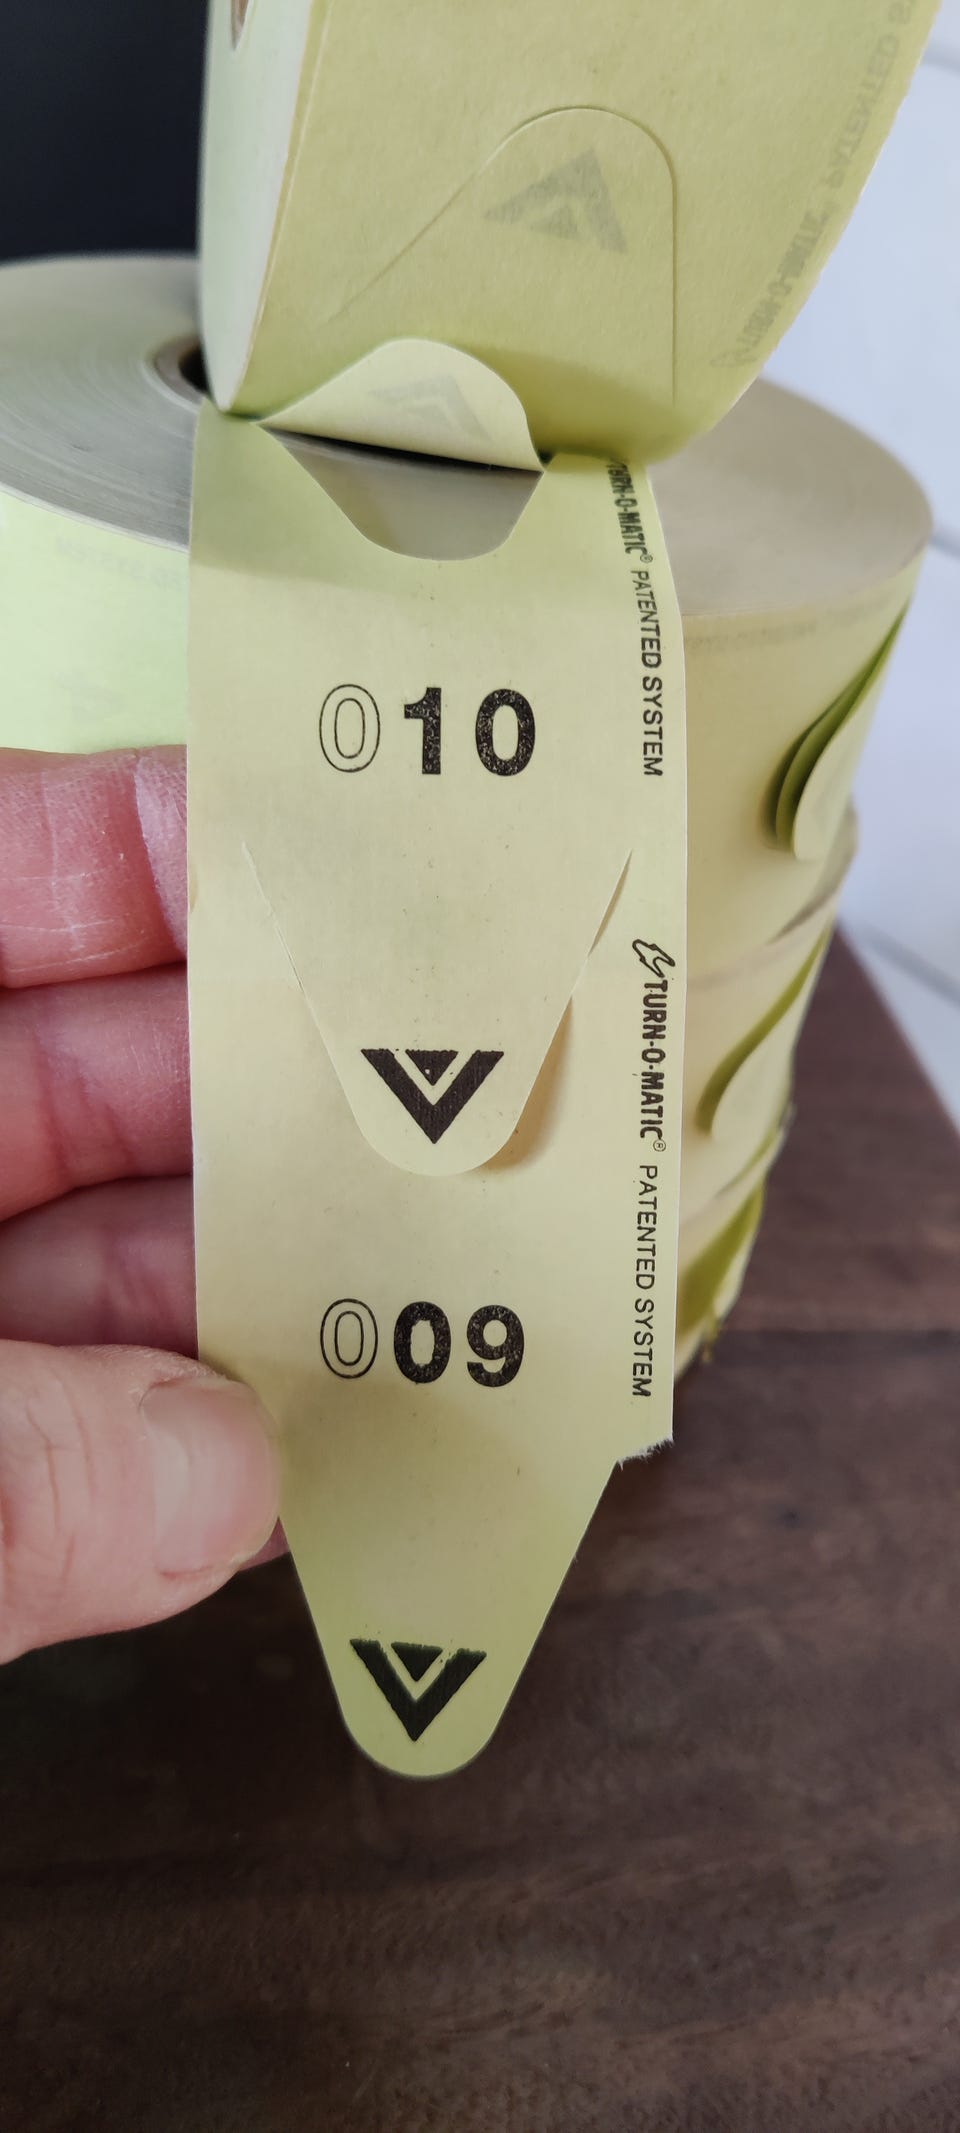 TURN-O-MATIC® PATENTED SYSTEM
010
TURN-O-MATIC® PATENTED SYSTEM
009